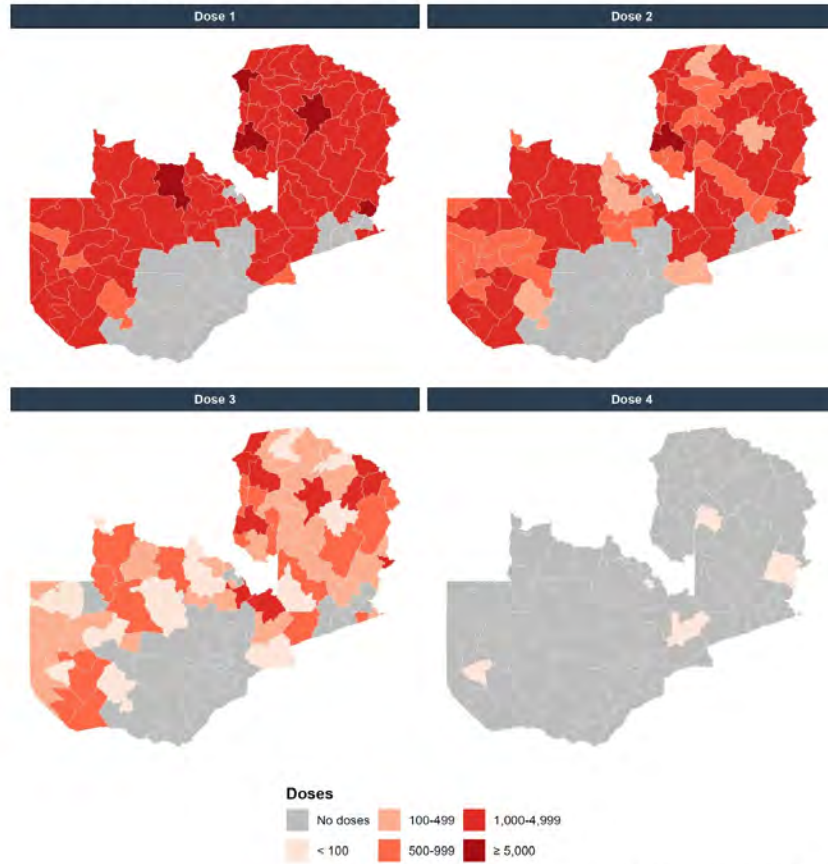 Dose 1
Dose 2
Dose 3
Dose 4
Doses
No doses
100-499
1,000-4,999
< 100
500-999
≥ 5,000